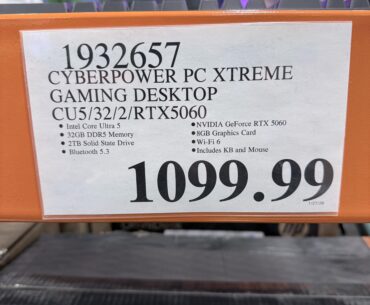 1932657
CYBERPOWER PC XTREME
GAMING DESKTOP
CU5/32/2/RTX5060
• Intel Core Ultra 5
• 32GB DDR5 Memory
• 2TB Solid State Drive
• Bluetooth 5.3
• NVIDIA GeForce RTX 5060
• 8GB Graphics Card
• Wi-Fi 6
• Includes KB and Mouse
1099.99